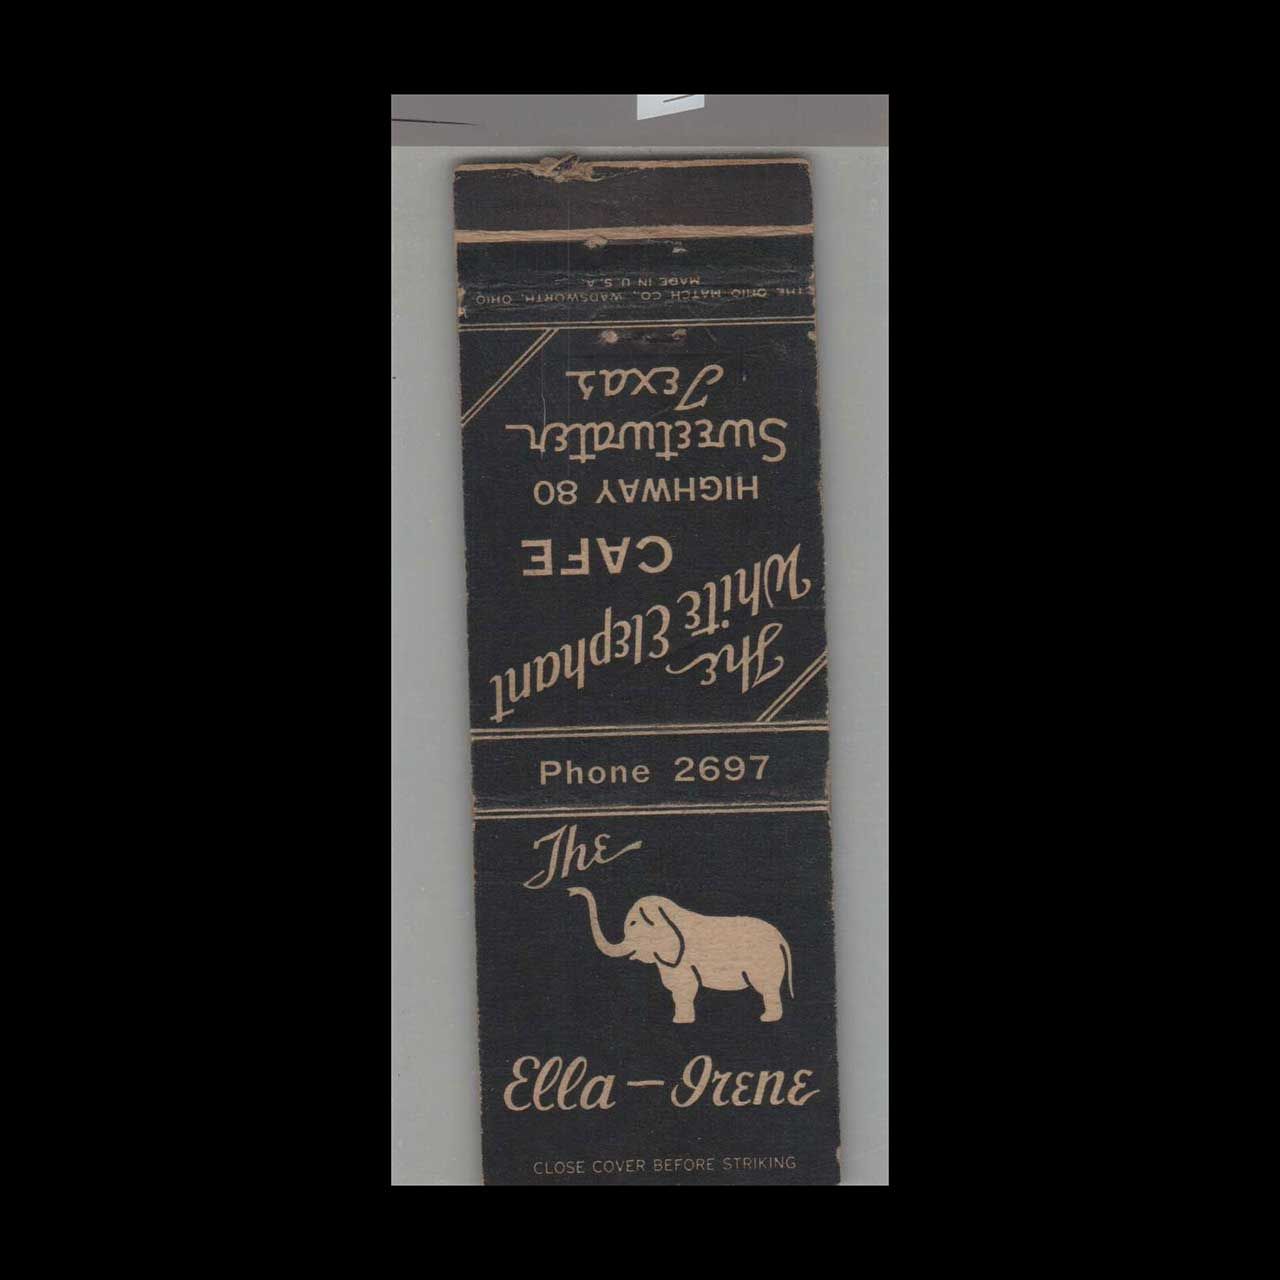 THE OHIO MATCH CO., WADSWORTH, OHIO
MADE IN U.S.A.
The
White Elephant
CAFE
HIGHWAY 80
Sweetwater
Texas
Phone 2697
The
Ella-Irene
CLOSE COVER BEFORE STRIKING